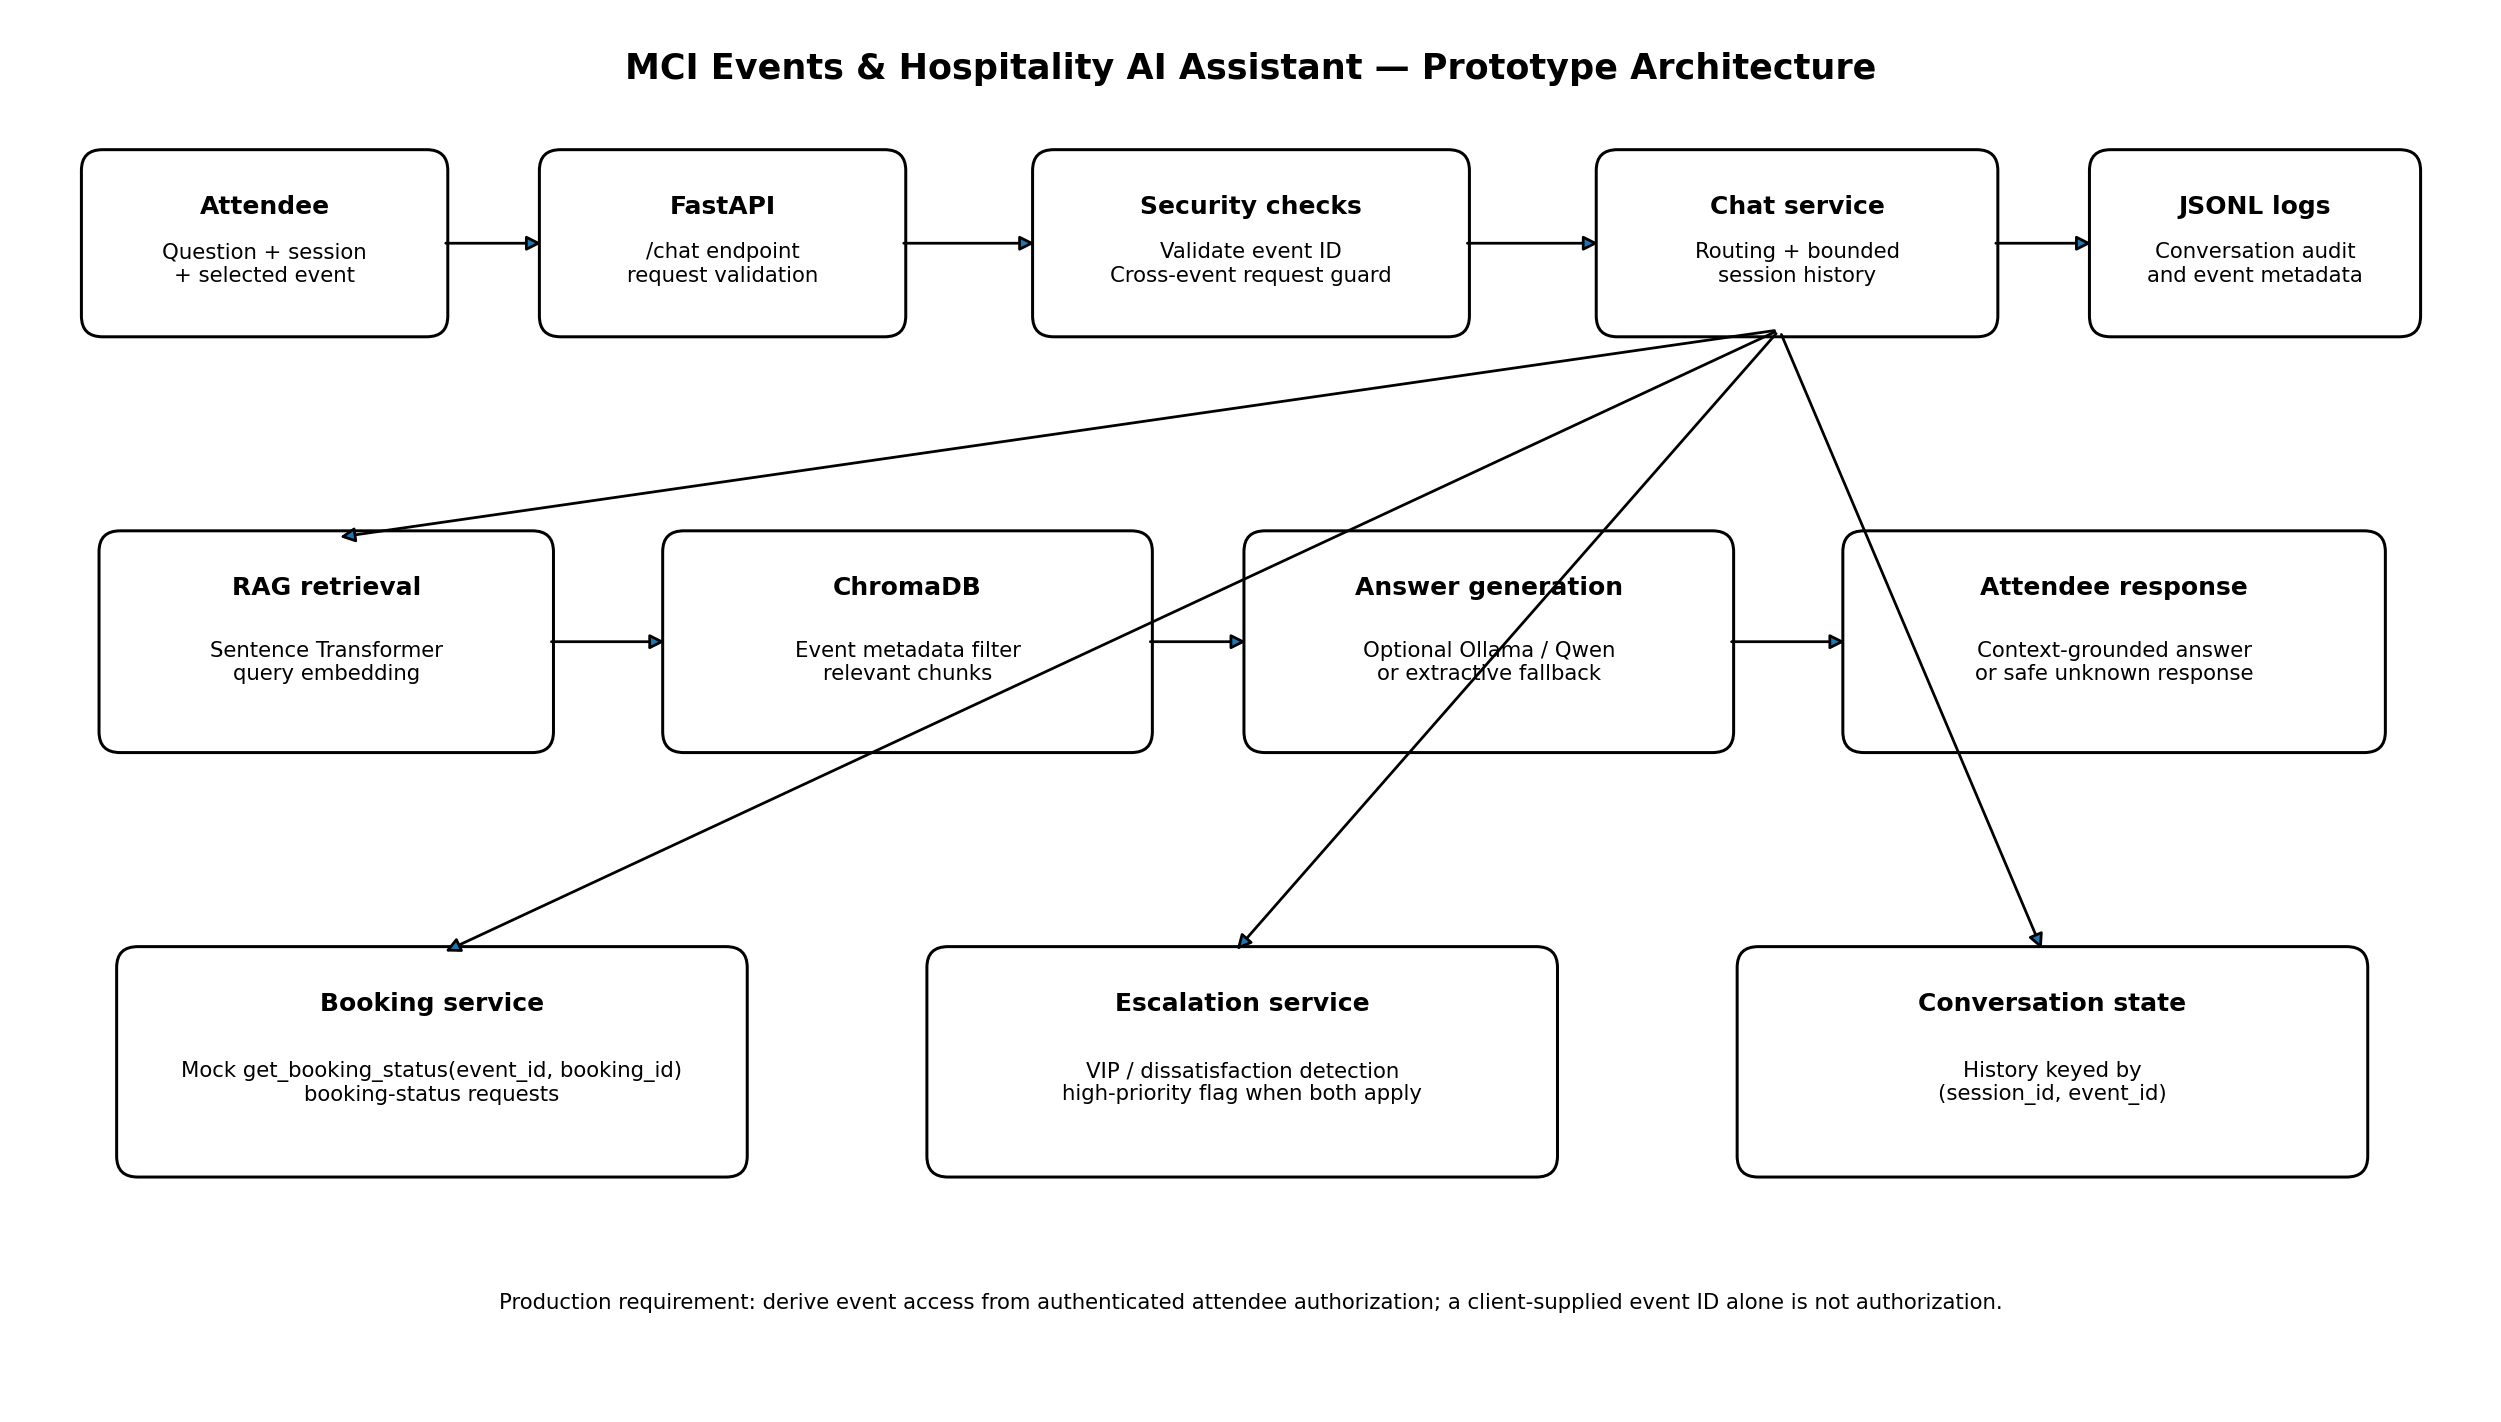 MCI Events & Hospitality AI Assistant — Prototype Architecture
Attendee
Question + session
+ selected event
FastAPI
/chat endpoint
request validation
Security checks
Validate event ID
Cross-event request guard
Chat service
Routing + bounded
session history
JSONL logs
Conversation audit
and event metadata
RAG retrieval
Sentence Transformer
query embedding
ChromaDB
Event metadata filter
relevant chunks
Answer generation
Optional Ollama / Qwen
or extractive fallback
Attendee response
Context-grounded answer
or safe unknown response
Booking service
Mock get_booking_status(event_id, booking_id)
booking-status requests
Escalation service
VIP / dissatisfaction detection
high-priority flag when both apply
Conversation state
History keyed by
(session_id, event_id)
Production requirement: derive event access from authenticated attendee authorization; a client-supplied event ID alone is not authorization.